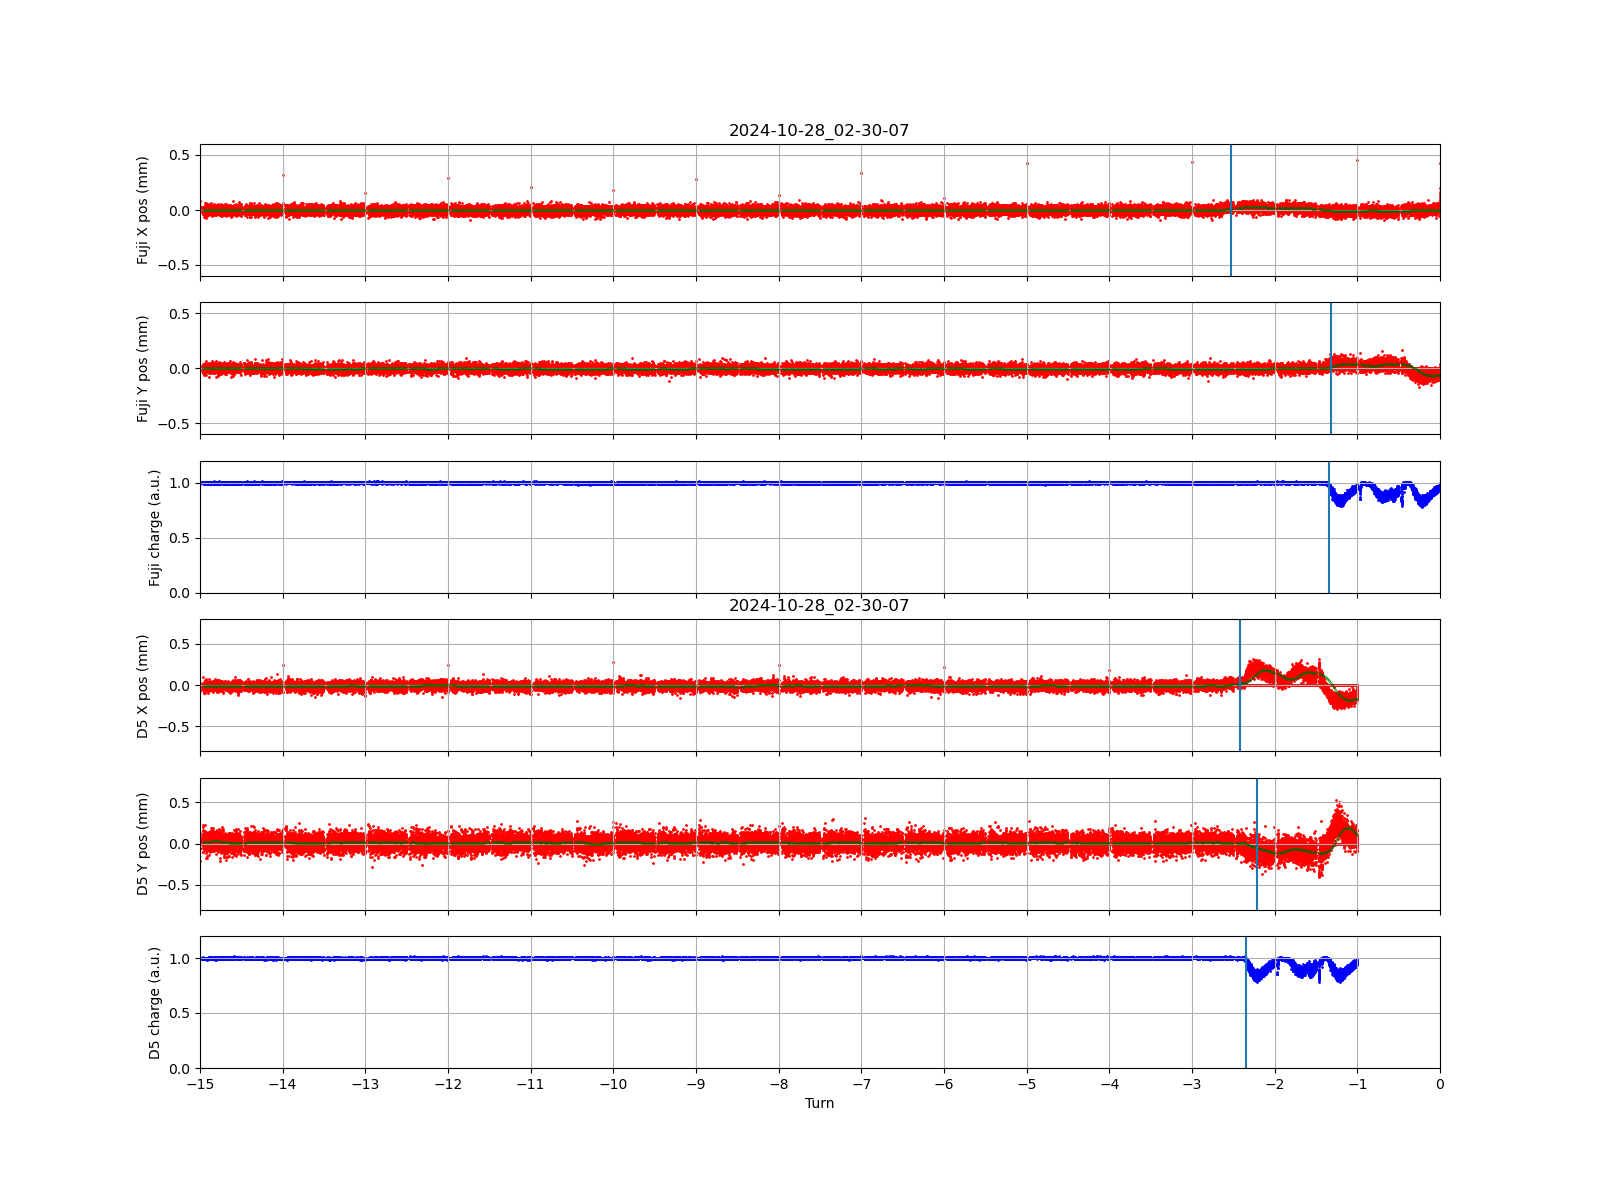 2024-10-28_02-30-07
Fuji X pos (mm)
0.5
0.0
−0.5
Fuji Y pos (mm)
0.5
0.0
−0.5
Fuji charge (a.u.)
1.0
0.5
0.0
2024-10-28_02-30-07
D5 X pos (mm)
0.5
0.0
−0.5
D5 Y pos (mm)
0.5
0.0
−0.5
D5 charge (a.u.)
1.0
0.5
0.0
−15 −14 −13 −12 −11 −10 −9 −8 −7 −6 −5 −4 −3 −2 −1 0
Turn